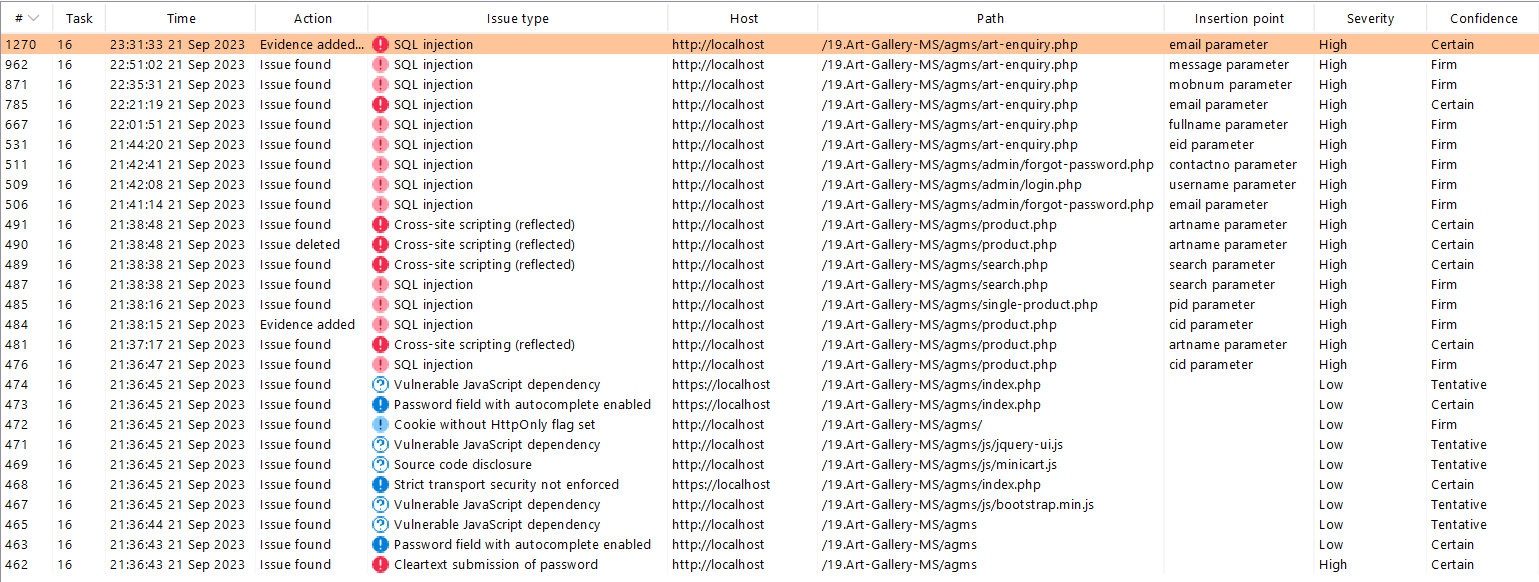 # Task Time Action Issue type Host Path Insertion point Severity Confidence
1270 16 23:31:33 21 Sep 2023 Evidence added... SQL injection http://localhost /19.Art-Gallery-MS/agms/art-enquiry.php email parameter High Certain
962 16 22:51:02 21 Sep 2023 Issue found SQL injection http://localhost /19.Art-Gallery-MS/agms/art-enquiry.php message parameter High Firm
871 16 22:35:31 21 Sep 2023 Issue found SQL injection http://localhost /19.Art-Gallery-MS/agms/art-enquiry.php mobnum parameter High Firm
785 16 22:21:19 21 Sep 2023 Issue found SQL injection http://localhost /19.Art-Gallery-MS/agms/art-enquiry.php email parameter High Certain
667 16 22:01:51 21 Sep 2023 Issue found SQL injection http://localhost /19.Art-Gallery-MS/agms/art-enquiry.php fullname parameter High Firm
531 16 21:44:20 21 Sep 2023 Issue found SQL injection http://localhost /19.Art-Gallery-MS/agms/art-enquiry.php eid parameter High Firm
511 16 21:42:41 21 Sep 2023 Issue found SQL injection http://localhost /19.Art-Gallery-MS/agms/admin/forgot-password.php contactno parameter High Firm
509 16 21:42:08 21 Sep 2023 Issue found SQL injection http://localhost /19.Art-Gallery-MS/agms/admin/login.php username parameter High Firm
506 16 21:41:14 21 Sep 2023 Issue found SQL injection http://localhost /19.Art-Gallery-MS/agms/admin/forgot-password.php email parameter High Firm
491 16 21:38:48 21 Sep 2023 Issue found Cross-site scripting (reflected) http://localhost /19.Art-Gallery-MS/agms/product.php artname parameter High Certain
490 16 21:38:48 21 Sep 2023 Issue deleted Cross-site scripting (reflected) http://localhost /19.Art-Gallery-MS/agms/product.php artname parameter High Certain
489 16 21:38:38 21 Sep 2023 Issue found Cross-site scripting (reflected) http://localhost /19.Art-Gallery-MS/agms/search.php search parameter High Certain
487 16 21:38:38 21 Sep 2023 Issue found SQL injection http://localhost /19.Art-Gallery-MS/agms/search.php search parameter High Firm
485 16 21:38:16 21 Sep 2023 Issue found SQL injection http://localhost /19.Art-Gallery-MS/agms/single-product.php pid parameter High Firm
484 16 21:38:15 21 Sep 2023 Evidence added SQL injection http://localhost /19.Art-Gallery-MS/agms/product.php cid parameter High Firm
481 16 21:37:17 21 Sep 2023 Issue found Cross-site scripting (reflected) http://localhost /19.Art-Gallery-MS/agms/product.php artname parameter High Certain
476 16 21:36:47 21 Sep 2023 Issue found SQL injection http://localhost /19.Art-Gallery-MS/agms/product.php cid parameter High Firm
474 16 21:36:45 21 Sep 2023 Issue found Vulnerable JavaScript dependency https://localhost /19.Art-Gallery-MS/agms/index.php Low Tentative
473 16 21:36:45 21 Sep 2023 Issue found Password field with autocomplete enabled https://localhost /19.Art-Gallery-MS/agms/index.php Low Certain
472 16 21:36:45 21 Sep 2023 Issue found Cookie without HttpOnly flag set http://localhost /19.Art-Gallery-MS/agms/ Low Firm
471 16 21:36:45 21 Sep 2023 Issue found Vulnerable JavaScript dependency http://localhost /19.Art-Gallery-MS/agms/js/jquery-ui.js Low Tentative
469 16 21:36:45 21 Sep 2023 Issue found Source code disclosure http://localhost /19.Art-Gallery-MS/agms/js/minicart.js Low Tentative
468 16 21:36:45 21 Sep 2023 Issue found Strict transport security not enforced https://localhost /19.Art-Gallery-MS/agms/index.php Low Certain
467 16 21:36:45 21 Sep 2023 Issue found Vulnerable JavaScript dependency http://localhost /19.Art-Gallery-MS/agms/js/bootstrap.min.js Low Tentative
465 16 21:36:44 21 Sep 2023 Issue found Vulnerable JavaScript dependency http://localhost /19.Art-Gallery-MS/agms Low Tentative
463 16 21:36:43 21 Sep 2023 Issue found Password field with autocomplete enabled http://localhost /19.Art-Gallery-MS/agms Low Certain
462 16 21:36:43 21 Sep 2023 Issue found Cleartext submission of password http://localhost /19.Art-Gallery-MS/agms High Certain